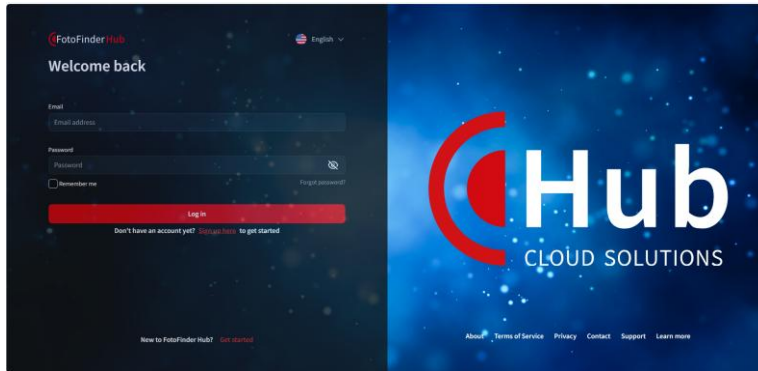 FotoFinder Hub
English
Welcome back
Email
Email address
Password
Password
Remember me
Forgot password?
Log in
Don't have an account yet? Sign up here to get started
New to FotoFinder Hub? Get started
Hub
CLOUD SOLUTIONS
About Terms of Service Privacy Contact Support Learn more